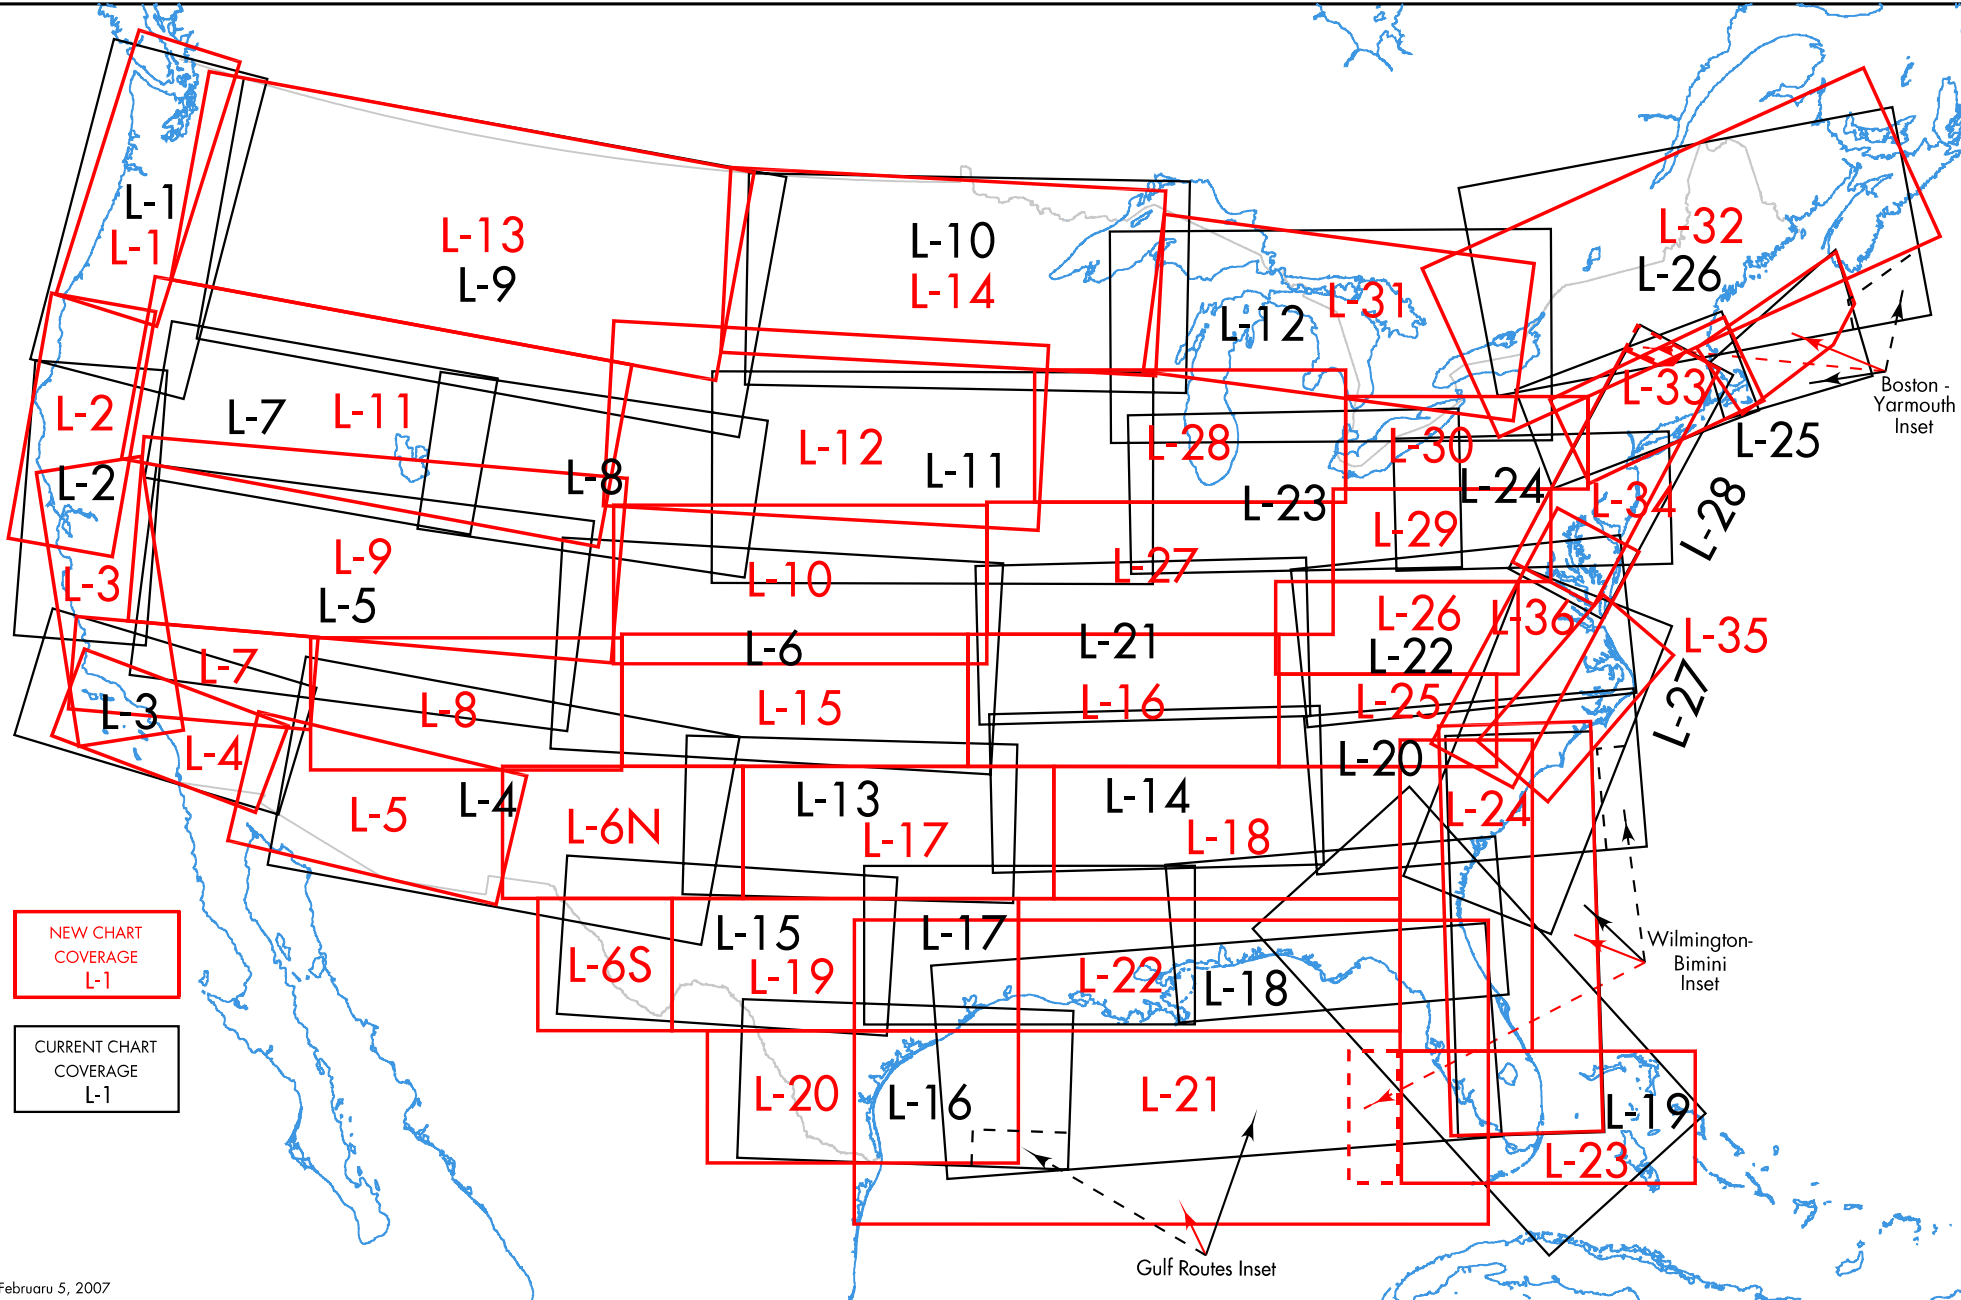 L-1
L-1
L-13
L-9
L-10
L-14
L-32
L-26
L-12
L-31
L-2
L-7
L-11
L-8
L-12
L-11
L-28
L-30
L-33
L-25
Boston -
Yarmouth
Inset
L-2
L-23
L-24
L-34
L-28
L-3
L-9
L-5
L-10
L-27
L-29
L-6
L-21
L-26
L-22
L-36
L-35
L-27
L-7
L-3
L-8
L-15
L-16
L-25
L-20
L-4
L-5
L-4
L-6N
L-13
L-17
L-14
L-18
L-24
NEW CHART
COVERAGE
L-1
L-6S
L-15
L-19
L-17
L-22
L-18
Wilmington-
Bimini
Inset
CURRENT CHART
COVERAGE
L-1
L-20
L-16
L-21
L-19
L-23
Gulf Routes Inset
Februaru 5, 2007